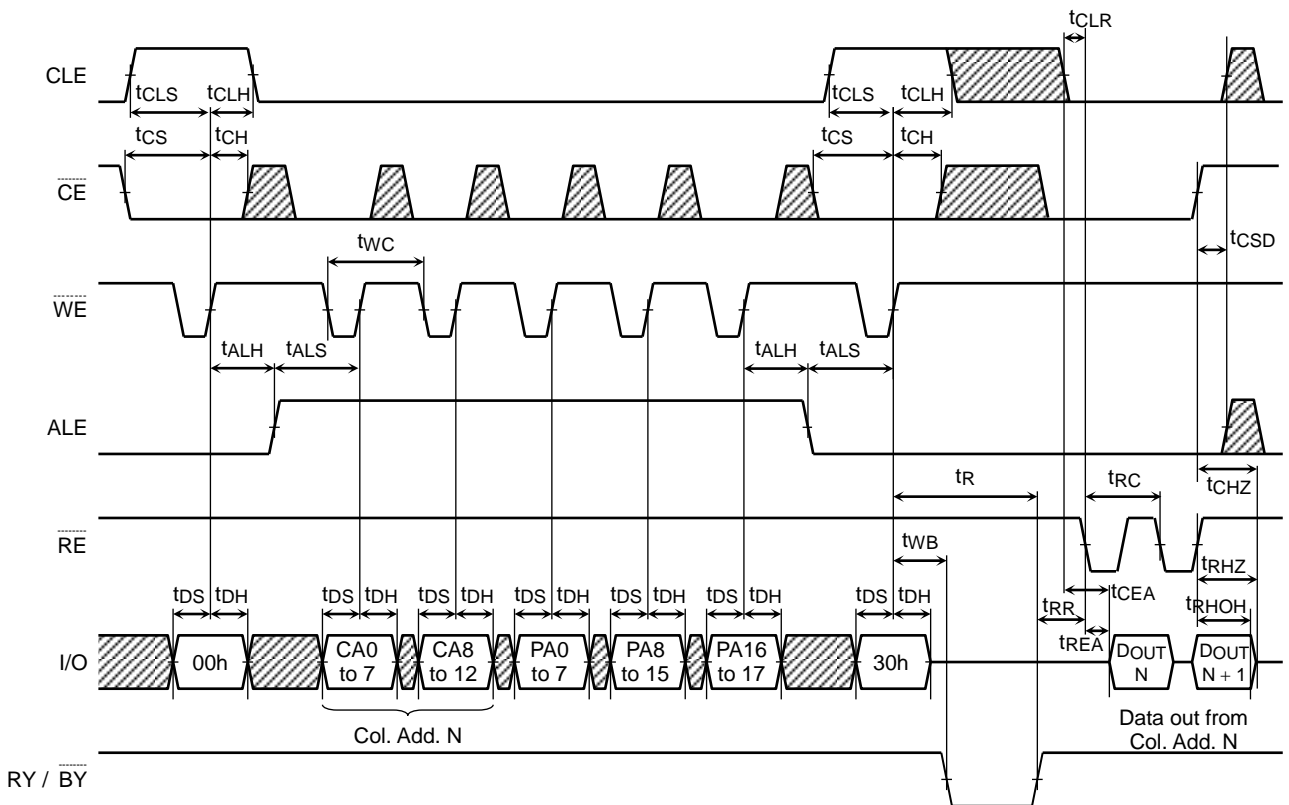 tCLR
CLE
tCLS tCLH tCLS tCLH
tCS tCH tCS tCH
CE
tWC tCSD
WE
tALH tALS tALH tALS
ALE
tR tRC tCHZ
RE
tWB
tDS tDH tDS tDH tDS tDH tDS tDH tDS tDH tDS tDH tDS tDH tRHZ
tCEA
tRR tRHOH
tREA
I/O 00h CA0 to 7 CA8 to 12 PA0 to 7 PA8 to 15 PA16 to 17 30h DOUT N DOUT N + 1
Col. Add. N
Data out from
Col. Add. N
RY / BY